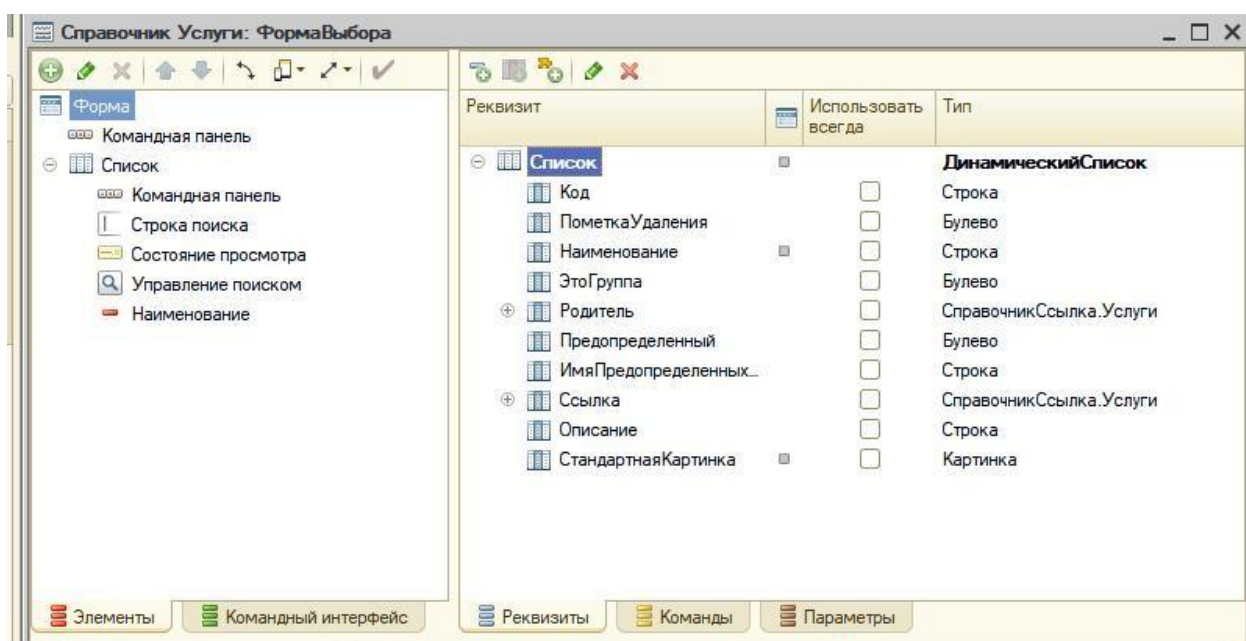 Справочник Услуги: ФормаВыбора
Форма
Командная панель
Список
Командная панель
Строка поиска
Состояние просмотра
Управление поиском
Наименование
Элементы
Командный интерфейс
Реквизит
Использовать всегда
Тип
Список ДинамическийСписок
Код Строка
ПометкаУдаления Булево
Наименование Строка
ЭтоГруппа Булево
Родитель СправочникСсылка.Услуги
Предопределенный Булево
ИмяПредопределенных... Строка
Ссылка СправочникСсылка.Услуги
Описание Строка
СтандартнаяКартинка Картинка
Реквизиты
Команды
Параметры